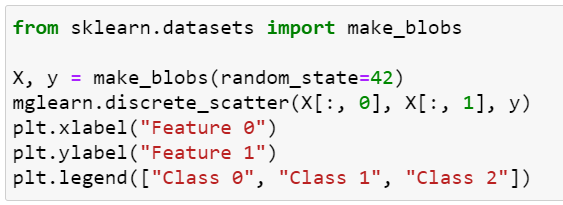 from sklearn.datasets import make_blobs
X, y = make_blobs(random_state=42)
mglearn.discrete_scatter(X[:, 0], X[:, 1], y)
plt.xlabel("Feature 0")
plt.ylabel("Feature 1")
plt.legend(["Class 0", "Class 1", "Class 2"])